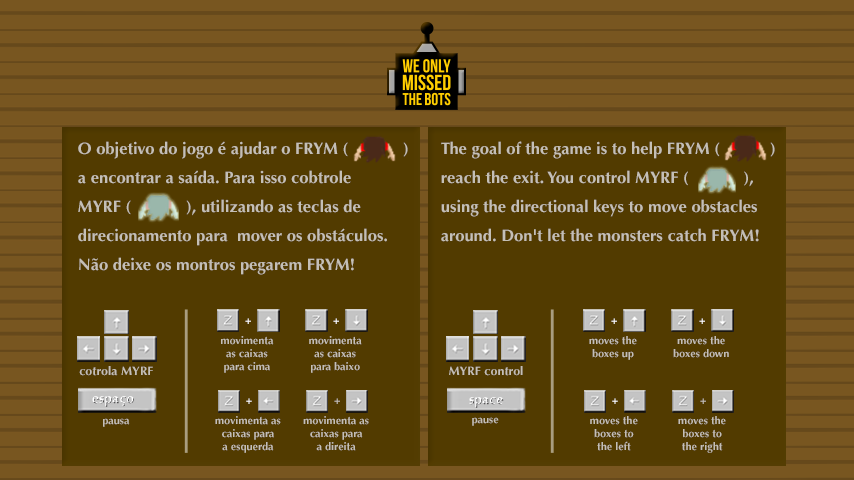 WE ONLY
MISSED
THE BOTS
O objetivo do jogo é ajudar o FRYM ( )
a encontrar a saída. Para isso cobtrole
MYRF ( ), utilizando as teclas de
direcionamento para mover os obstáculos.
Não deixe os montros pegarem FRYM!
Z + ↑
movimenta
as caixas
para cima
Z + ↓
movimenta
as caixas
para baixo
↑
← ↓ →
cotrola MYRF
espaço
pausa
Z + ←
movimenta as
caixas para
a esquerda
Z + →
movimenta as
caixas para
a direita
The goal of the game is to help FRYM ( )
reach the exit. You control MYRF ( ),
using the directional keys to move obstacles
around. Don't let the monsters catch FRYM!
Z + ↑
moves the
boxes up
Z + ↓
moves the
boxes down
↑
← ↓ →
MYRF control
space
pause
Z + ←
moves the
boxes to
the left
Z + →
moves the
boxes to
the right